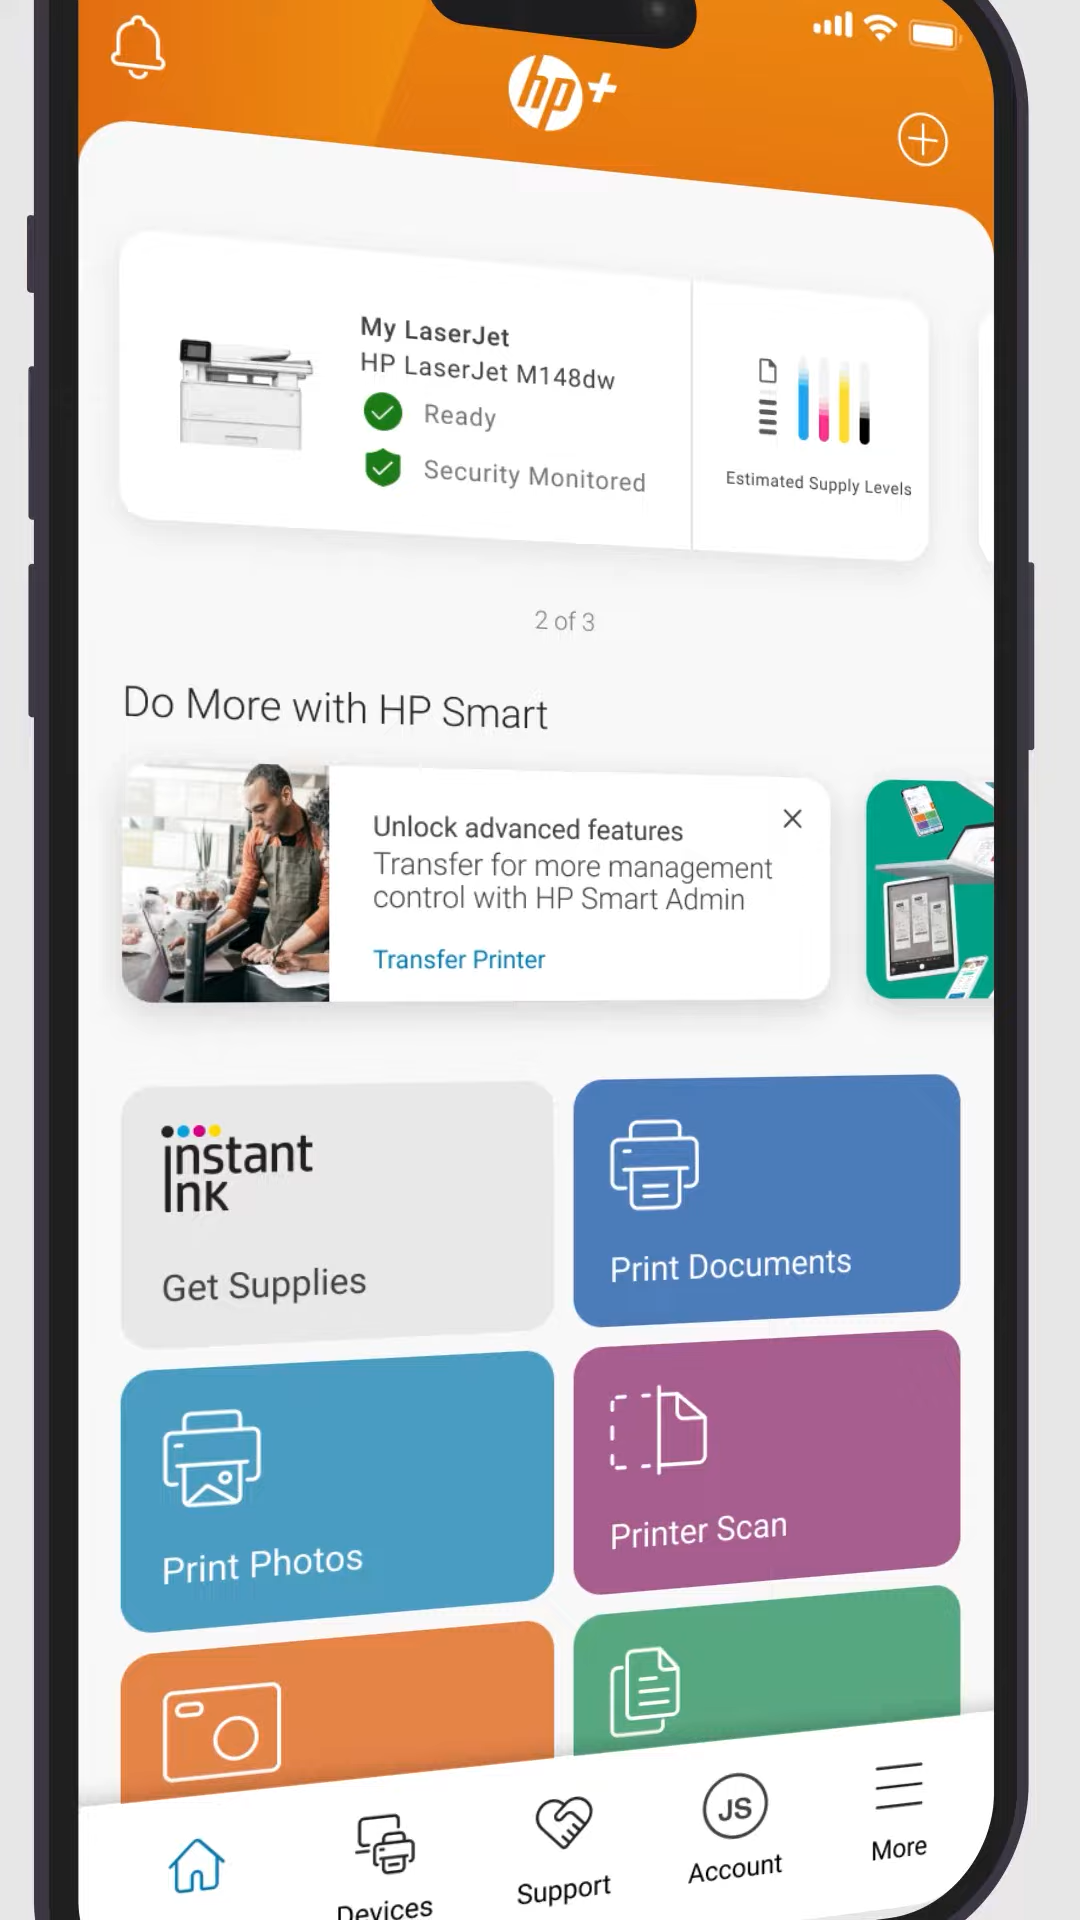 hp+
My LaserJet
HP LaserJet M148dw
Ready
Security Monitored
Estimated Supply Levels
2 of 3
Do More with HP Smart
Unlock advanced features
Transfer for more management
control with HP Smart Admin
Transfer Printer
instant
Ink
Get Supplies
Print Documents
Print Photos
Printer Scan
Devices
Support
JS
Account
More